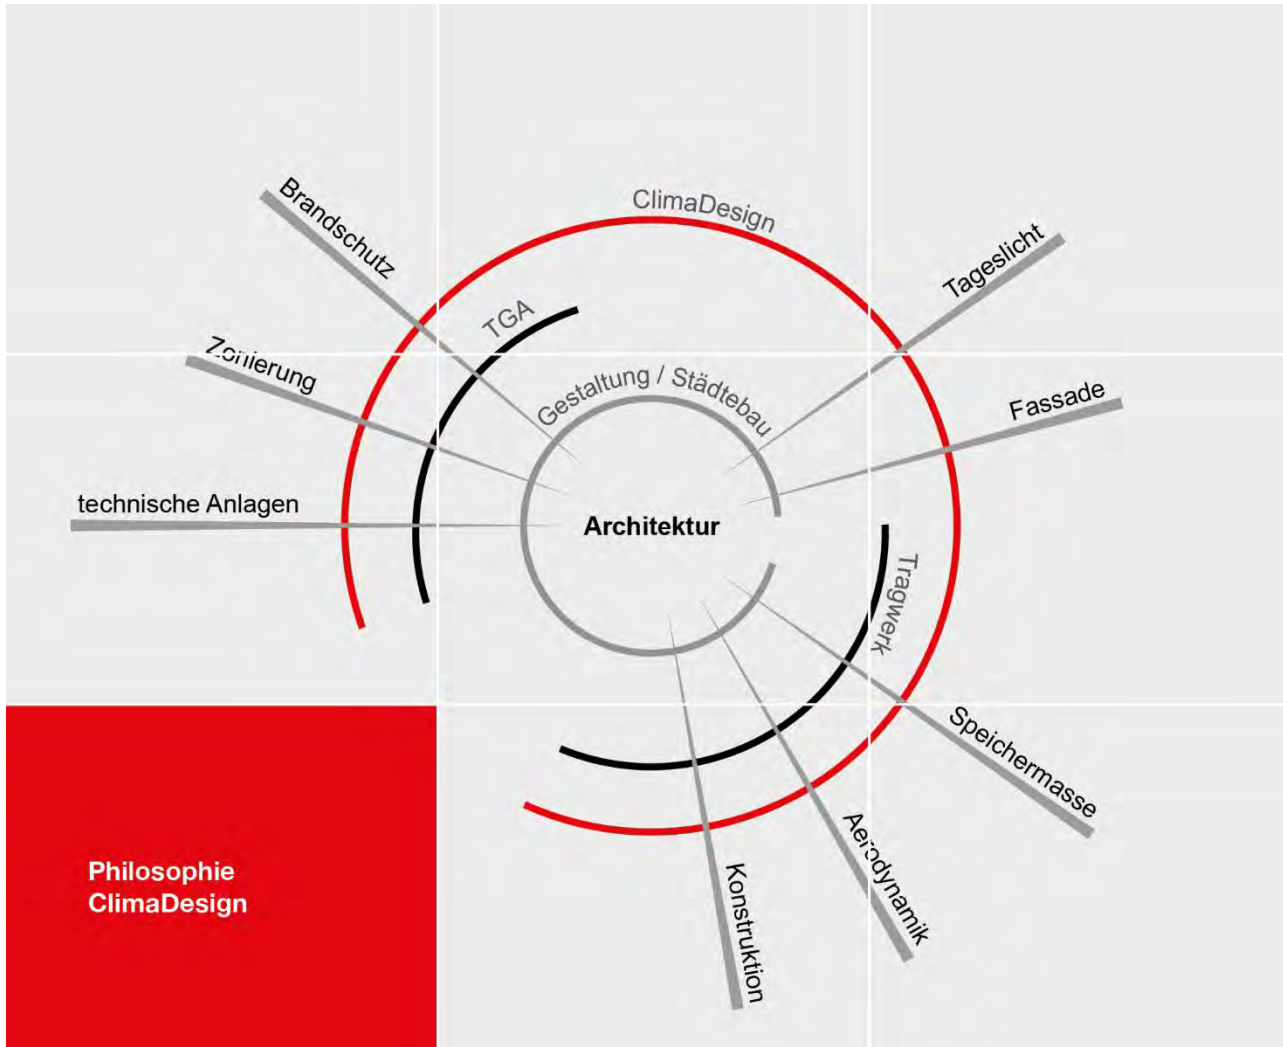 ClimaDesign
Brandschutz
TGA
Tageslicht
Zonierung
Gestaltung / Städtebau
Fassade
technische Anlagen
Architektur
Tragwerk
Speichermasse
Aerodynamik
Konstruktion
Philosophie
ClimaDesign